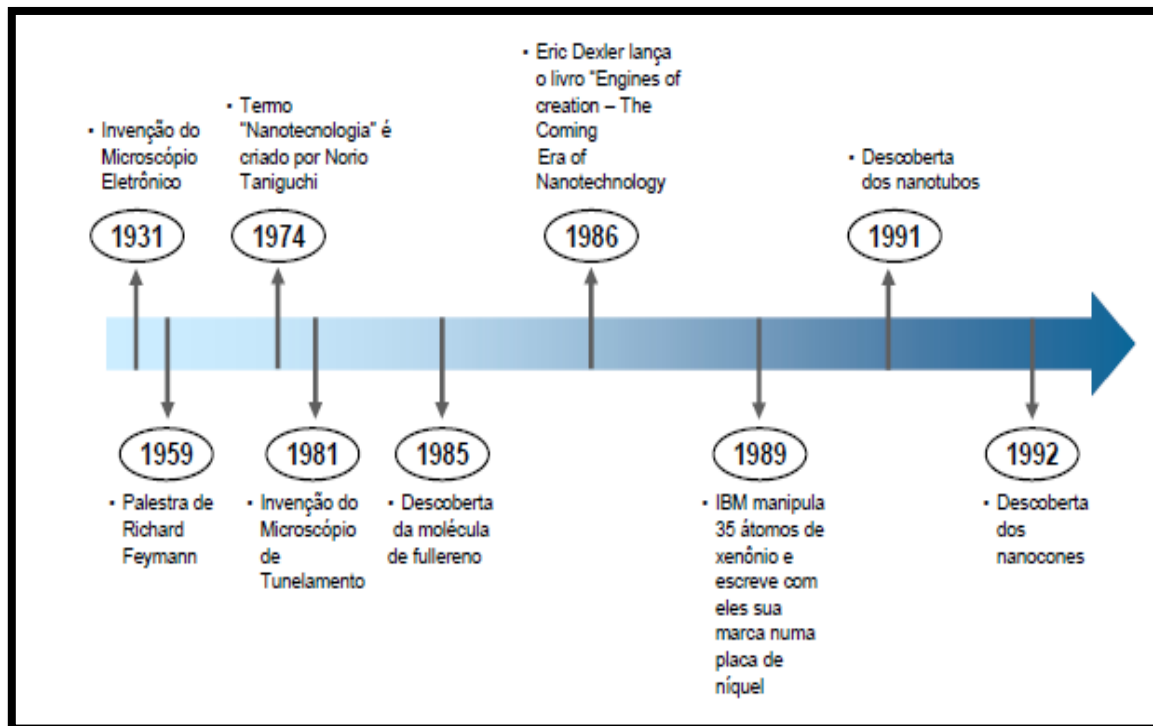 ▪ Invenção do
Microscópio
Eletrônico
1931
▪ Termo
"Nanotecnologia" é
criado por Norio
Taniguchi
1974
▪ Eric Dexler lança
o livro "Engines of
creation – The
Coming
Era of
Nanotechnology
1986
▪ Descoberta
dos nanotubos
1991
1959
▪ Palestra de
Richard
Feymann
1981
▪ Invenção do
Microscópio
de
Tunelamento
1985
▪ Descoberta
da molécula
de fullereno
1989
▪ IBM manipula
35 átomos de
xenônio e
escreve com
eles sua
marca numa
placa de
níquel
1992
▪ Descoberta
dos
nanocones